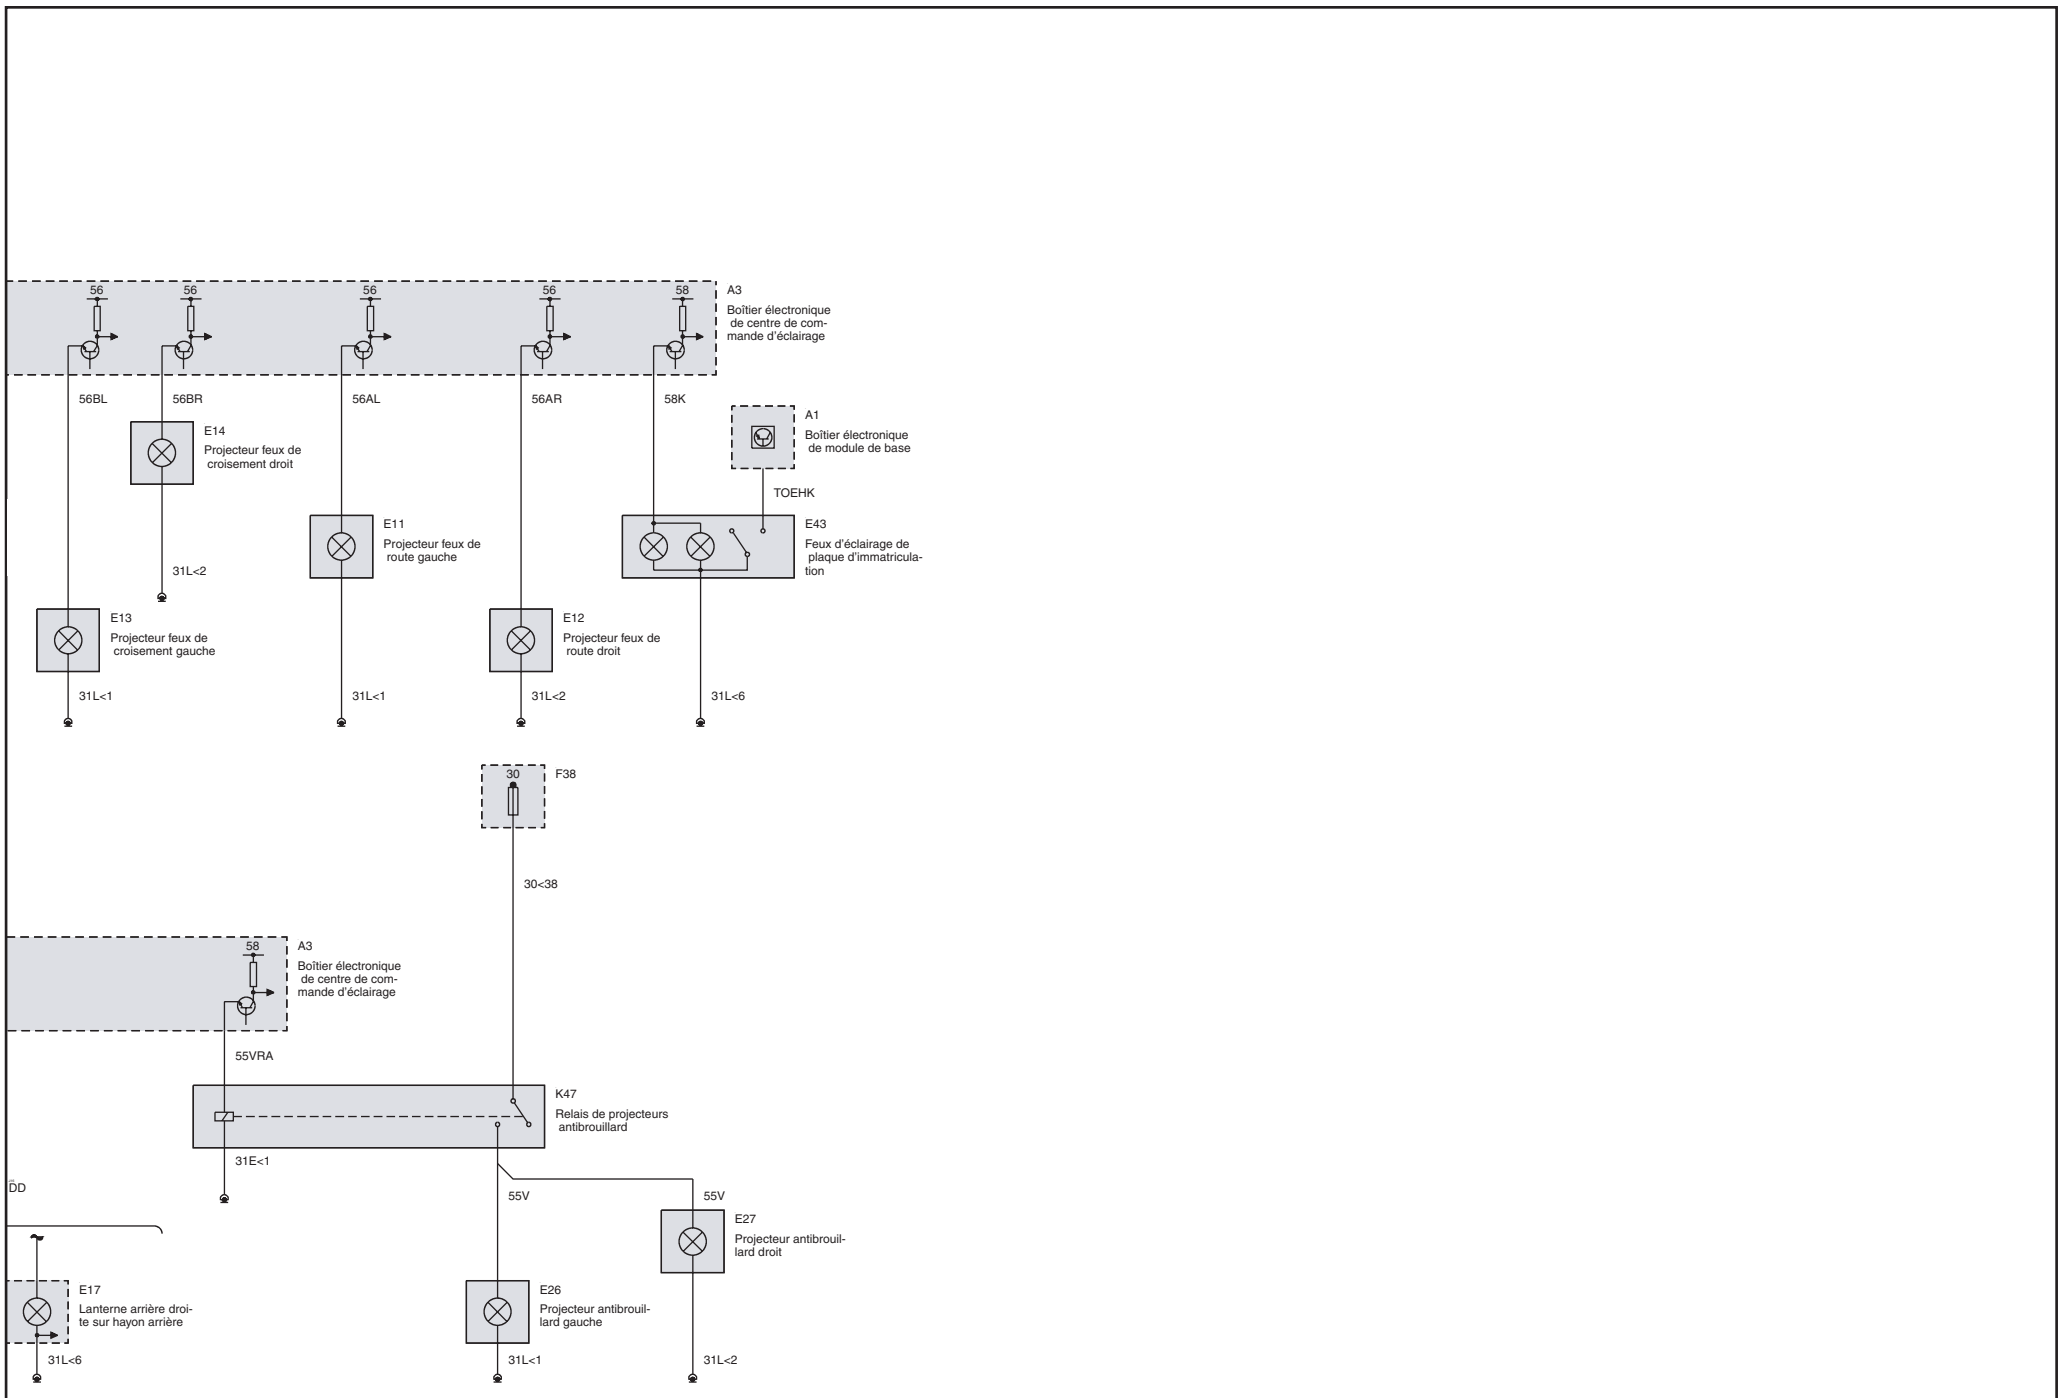 56
56
56
56
58
A3
Boîtier électronique
de centre de com-
mande d'éclairage
56BL
56BR
56AL
56AR
58K
A1
Boîtier électronique
de module de base
E14
Projecteur feux de
croisement droit
TOEHK
E11
Projecteur feux de
route gauche
E43
Feux d'éclairage de
plaque d'immatricula-
tion
31L<2
E13
Projecteur feux de
croisement gauche
E12
Projecteur feux de
route droit
31L<1
31L<1
31L<2
31L<6
30
F38
30<38
58
A3
Boîtier électronique
de centre de com-
mande d'éclairage
55VRA
K47
Relais de projecteurs
antibrouillard
31E<1
DD
55V
55V
E27
Projecteur antibrouil-
lard droit
E17
Lanterne arrière droi-
te sur hayon arrière
E26
Projecteur antibrouil-
lard gauche
31L<6
31L<1
31L<2